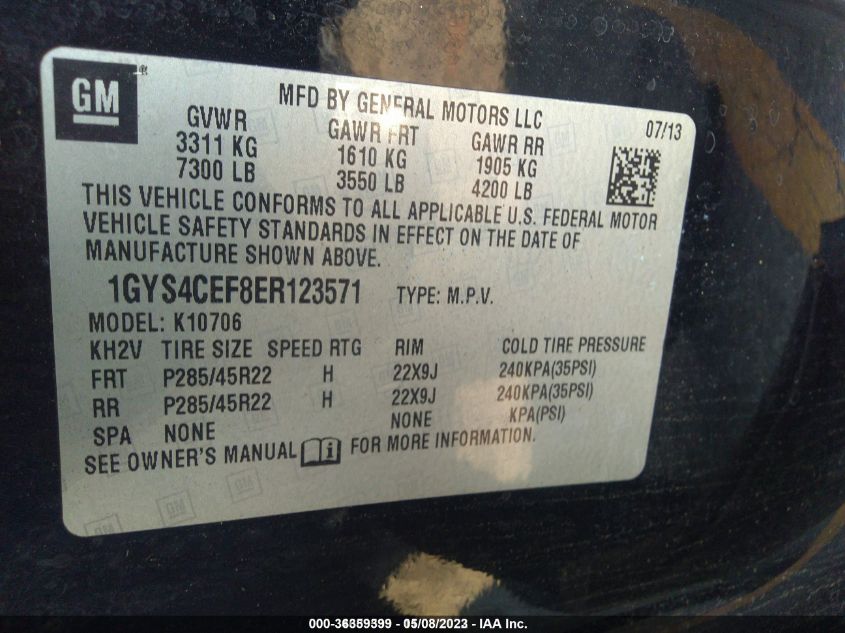 GM
MFD BY GENERAL MOTORS LLC
07/13
GVWR GAWR FRT GAWR RR
3311 KG 1610 KG 1905 KG
7300 LB 3550 LB 4200 LB
THIS VEHICLE CONFORMS TO ALL APPLICABLE U.S. FEDERAL MOTOR
VEHICLE SAFETY STANDARDS IN EFFECT ON THE DATE OF
MANUFACTURE SHOWN ABOVE.
1GYS4CEF8ER123571 TYPE: M.P.V.
MODEL: K10706
KH2V TIRE SIZE SPEED RTG RIM COLD TIRE PRESSURE
FRT P285/45R22 H 22X9J 240KPA(35PSI)
RR P285/45R22 H 22X9J 240KPA(35PSI)
SPA NONE NONE KPA(PSI)
SEE OWNER'S MANUAL FOR MORE INFORMATION.
000-36359399 - 05/08/2023 - IAA Inc.